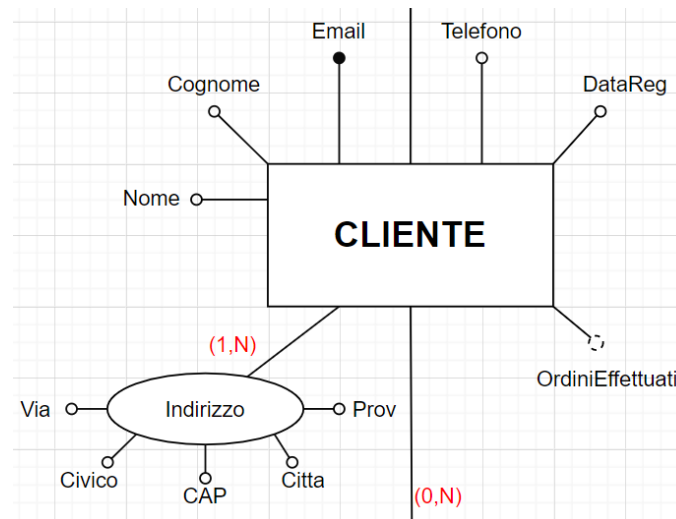 Email
Telefono
Cognome
DataReg
Nome
CLIENTE
(1,N)
OrdiniEffettuati
Via
Indirizzo
Prov
Civico
CAP
Citta
(0,N)